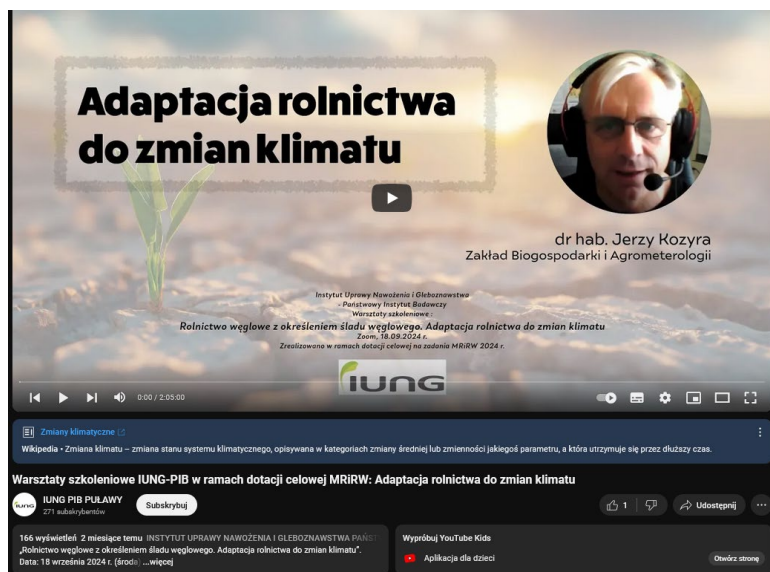 Adaptacja rolnictwa
do zmian klimatu
dr hab. Jerzy Kozyra
Zakład Biogospodarki i Agrometerologii
Instytut Uprawy Nawożenia i Gleboznawstwa
- Państwowy Instytut Badawczy
Warsztaty szkoleniowe :
Rolnictwo węglowe z określeniem śladu węglowego. Adaptacja rolnictwa do zmian klimatu
Zoom, 18.09.2024 r.
Zrealizowano w ramach dotacji celowej na zadania MRiRW 2024 r.
IUNG
0:00 / 2:05:00
Zmiany klimatyczne
Wikipedia • Zmiana klimatu – zmiana stanu systemu klimatycznego, opisywana w kategoriach zmiany średniej lub zmienności jakiegoś parametru, a która utrzymuje się przez dłuższy czas.
Warsztaty szkoleniowe IUNG-PIB w ramach dotacji celowej MRiRW: Adaptacja rolnictwa do zmian klimatu
IUNG
IUNG PIB PUŁAWY
271 subskrybentów
Subskrybuj
1
Udostępnij
166 wyświetleń 2 miesiące temu INSTYTUT UPRAWY NAWOŻENIA I GLEBOZNAWSTWA PAŃST
„Rolnictwo węglowe z określeniem śladu węglowego. Adaptacja rolnictwa do zmian klimatu”.
Data: 18 września 2024 r. (środa) ...więcej
Wypróbuj YouTube Kids
Aplikacja dla dzieci
Otwórz stronę